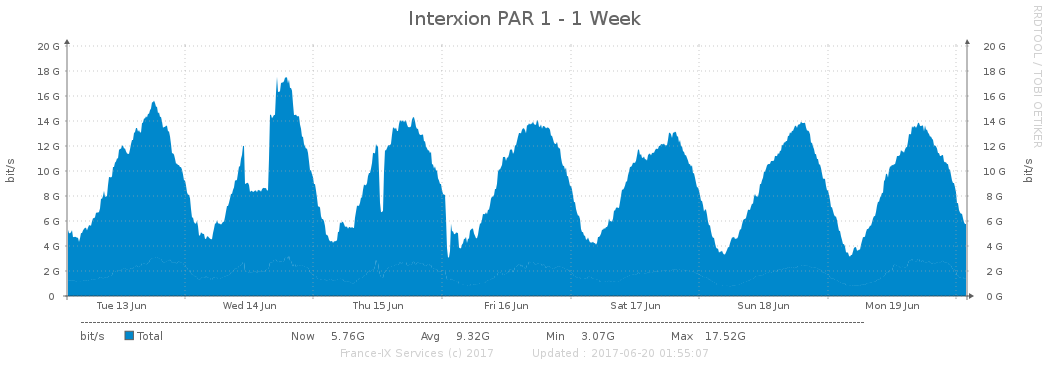 Interxion PAR 1 - 1 Week
RRDTOOL / TOBI OETIKER
20 G 20 G
18 G 18 G
16 G 16 G
14 G 14 G
12 G 12 G
10 G 10 G
8 G 8 G
6 G 6 G
4 G 4 G
2 G 2 G
0 0 G
bit/s bit/s
Tue 13 Jun Wed 14 Jun Thu 15 Jun Fri 16 Jun Sat 17 Jun Sun 18 Jun Mon 19 Jun
bit/s Total Now 5.76G Avg 9.32G Min 3.07G Max 17.52G
France-IX Services (c) 2017 Updated : 2017-06-20 01:55:07